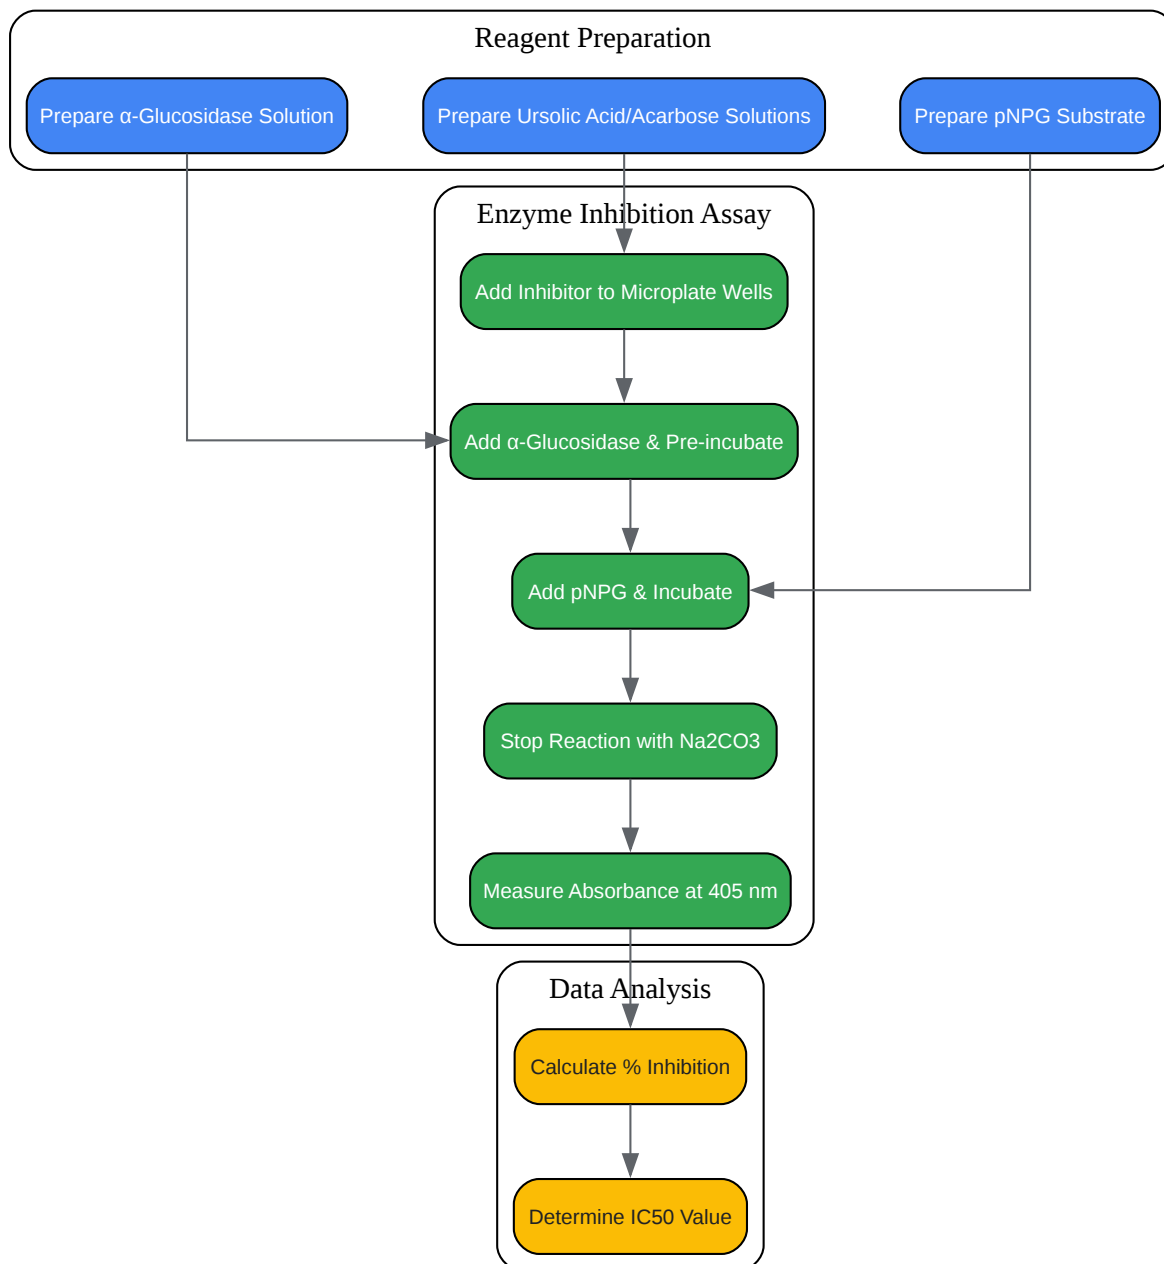 Reagent Preparation
Prepare α-Glucosidase Solution
Prepare Ursolic Acid/Acarbose Solutions
Prepare pNPG Substrate
Enzyme Inhibition Assay
Add Inhibitor to Microplate Wells
Add α-Glucosidase & Pre-incubate
Add pNPG & Incubate
Stop Reaction with Na2CO3
Measure Absorbance at 405 nm
Data Analysis
Calculate % Inhibition
Determine IC50 Value